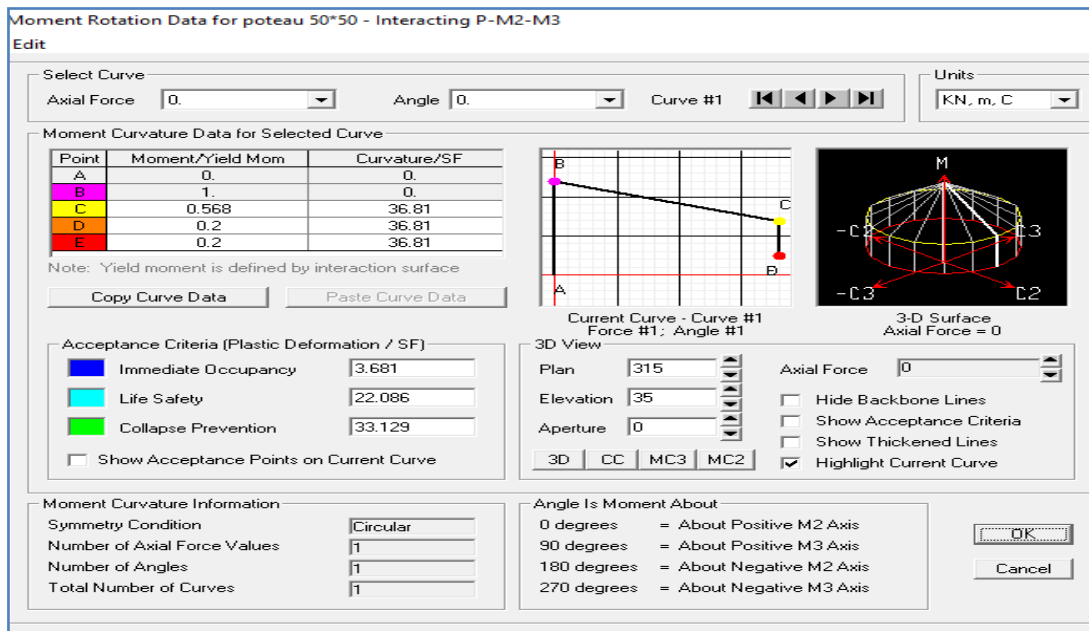 Moment Rotation Data for poteau 50*50 - Interacting P-M2-M3
Edit
Select Curve
Axial Force 0. Angle 0. Curve #1
Units
KN, m, C
Moment Curvature Data for Selected Curve
Point Moment/Yield Mom Curvature/SF
A 0. 0.
B 1. 0.
C 0.568 36.81
D 0.2 36.81
E 0.2 36.81
Note: Yield moment is defined by interaction surface
Copy Curve Data Paste Curve Data
B
C
D
A
Current Curve - Curve #1
Force #1; Angle #1
M
-C2 C3
-C3 C2
3-D Surface
Axial Force = 0
Acceptance Criteria (Plastic Deformation / SF)
Immediate Occupancy 3.681
Life Safety 22.086
Collapse Prevention 33.129
Show Acceptance Points on Current Curve
3D View
Plan 315
Elevation 35
Aperture 0
3D CC MC3 MC2
Axial Force 0
Hide Backbone Lines
Show Acceptance Criteria
Show Thickened Lines
Highlight Current Curve
Moment Curvature Information
Symmetry Condition Circular
Number of Axial Force Values 1
Number of Angles 1
Total Number of Curves 1
Angle Is Moment About
0 degrees = About Positive M2 Axis
90 degrees = About Positive M3 Axis
180 degrees = About Negative M2 Axis
270 degrees = About Negative M3 Axis
OK
Cancel